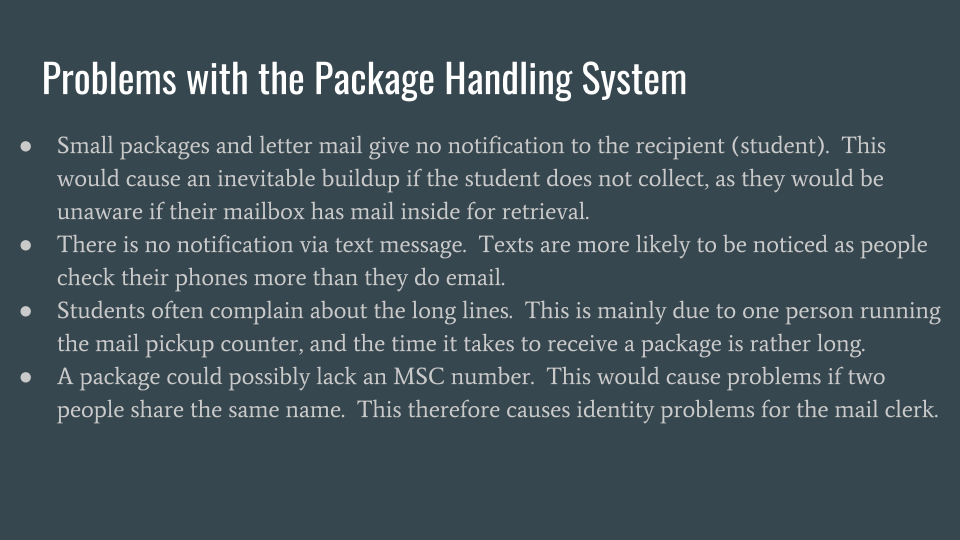 Problems with the Package Handling System
● Small packages and letter mail give no notification to the recipient (student).  This
would cause an inevitable buildup if the student does not collect, as they would be
unaware if their mailbox has mail inside for retrieval.
● There is no notification via text message.  Texts are more likely to be noticed as people
check their phones more than they do email.
● Students often complain about the long lines.  This is mainly due to one person running
the mail pickup counter, and the time it takes to receive a package is rather long.
● A package could possibly lack an MSC number.  This would cause problems if two
people share the same name.  This therefore causes identity problems for the mail clerk.